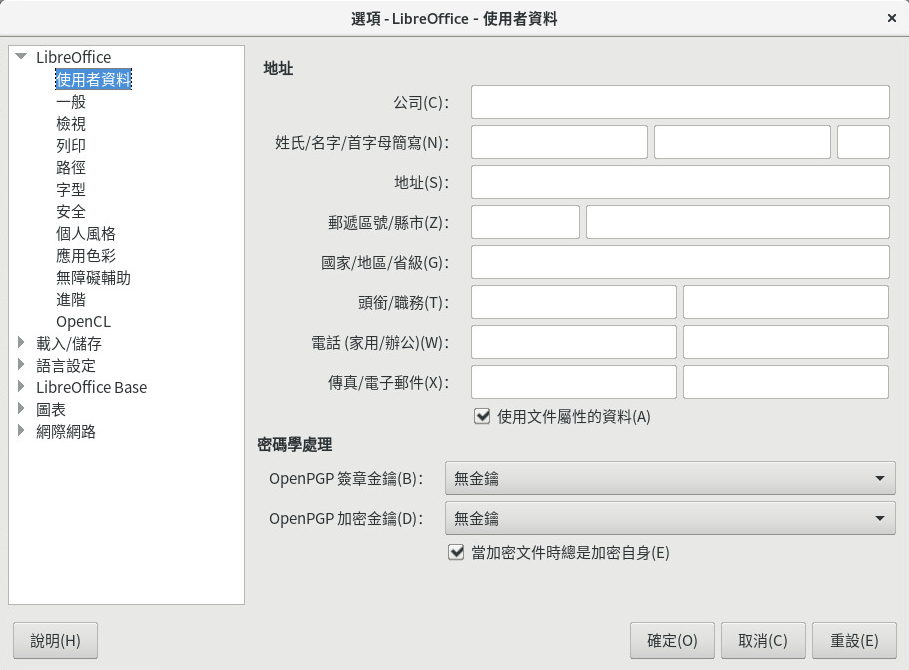 選項 - LibreOffice - 使用者資料
LibreOffice
使用者資料
一般
檢視
列印
路徑
字型
安全
個人風格
應用色彩
無障礙輔助
進階
OpenCL
載入/儲存
語言設定
LibreOffice Base
圖表
網際網路
地址
公司(C)：
姓氏/名字/首字母簡寫(N)：
地址(S)：
郵遞區號/縣市(Z)：
國家/地區/省級(G)：
頭銜/職務(T)：
電話 (家用/辦公)(W)：
傳真/電子郵件(X)：
使用文件屬性的資料(A)
密碼學處理
OpenPGP 簽章金鑰(B)： 無金鑰
OpenPGP 加密金鑰(D)： 無金鑰
當加密文件時總是加密自身(E)
說明(H) 確定(O) 取消(C) 重設(E)